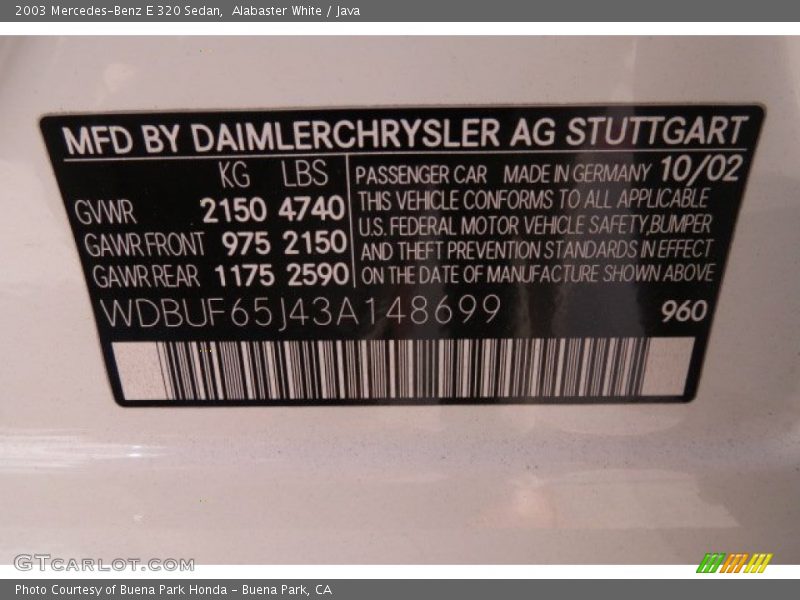 2003 Mercedes-Benz E 320 Sedan,  Alabaster White / Java
MFD BY DAIMLERCHRYSLER AG STUTTGART
KG LBS
GVWR 2150 4740
GAWR FRONT 975 2150
GAWR REAR 1175 2590
PASSENGER CAR MADE IN GERMANY 10/02
THIS VEHICLE CONFORMS TO ALL APPLICABLE
U.S. FEDERAL MOTOR VEHICLE SAFETY,BUMPER
AND THEFT PREVENTION STANDARDS IN EFFECT
ON THE DATE OF MANUFACTURE SHOWN ABOVE
WDBUF65J43A148699 960
GTCARLOT.COM
Photo Courtesy of Buena Park Honda - Buena Park, CA